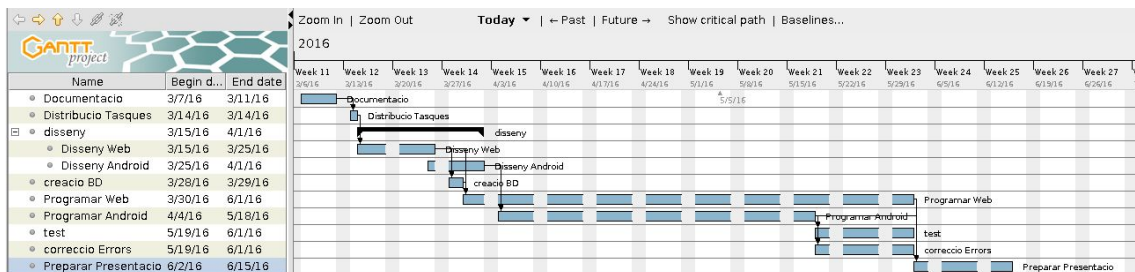 Zoom In | Zoom Out Today ▾ | ← Past | Future → Show critical path | Baselines...
GANTT project
2016
Week 11 Week 12 Week 13 Week 14 Week 15 Week 16 Week 17 Week 18 Week 19 Week 20 Week 21 Week 22 Week 23 Week 24 Week 25 Week 26 Week 27
3/6/16 3/13/16 3/20/16 3/27/16 4/3/16 4/10/16 4/17/16 4/24/16 5/1/16 5/8/16 5/15/16 5/22/16 5/29/16 6/5/16 6/12/16 6/19/16 6/26/16
Name Begin d... End date
Documentacio 3/7/16 3/11/16 Documentacio 5/5/16
Distribucio Tasques 3/14/16 3/14/16 Distribucio Tasques
disseny 3/15/16 4/1/16 disseny
Disseny Web 3/15/16 3/25/16 Disseny Web
Disseny Android 3/25/16 4/1/16 Disseny Android
creacio BD 3/28/16 3/29/16 creacio BD
Programar Web 3/30/16 6/1/16 Programar Web
Programar Android 4/4/16 5/18/16 Programar Android
test 5/19/16 6/1/16 test
correccio Errors 5/19/16 6/1/16 correccio Errors
Preparar Presentacio 6/2/16 6/15/16 Preparar Presentacio